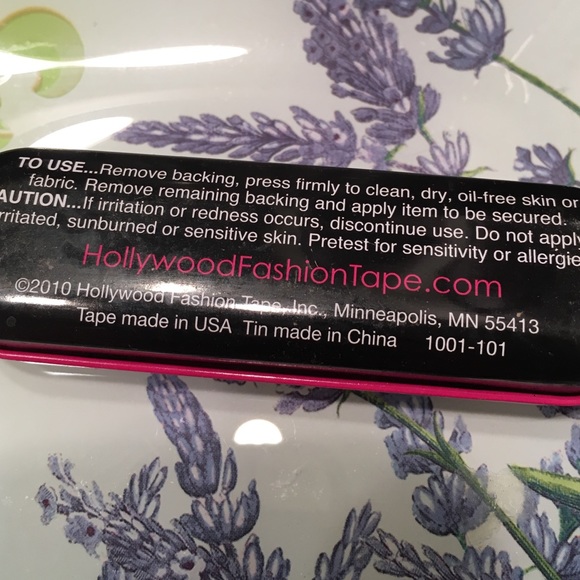 TO USE...Remove backing, press firmly to clean, dry, oil-free skin or
fabric. Remove remaining backing and apply item to be secured.
AUTION...If irritation or redness occurs, discontinue use. Do not apply
rritated, sunburned or sensitive skin. Pretest for sensitivity or allergie
HollywoodFashionTape.com
©2010 Hollywood Fashion Tape, Inc., Minneapolis, MN 55413
Tape made in USA Tin made in China 1001-101